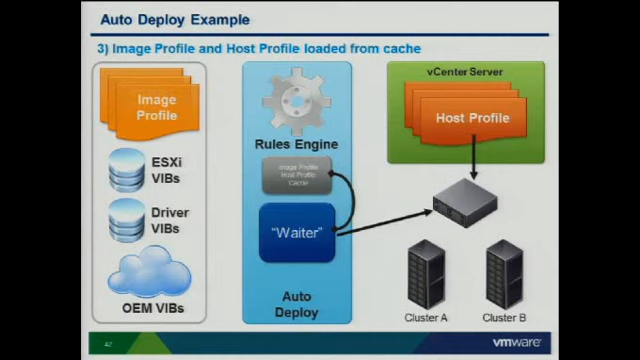 Auto Deploy Example
3) Image Profile and Host Profile loaded from cache
Image
Profile
ESXi
VIBs
Driver
VIBs
OEM VIBs
Rules Engine
Image Profile
Host Profile
Cache
"Waiter"
Auto
Deploy
vCenter Server
Host Profile
Cluster A
Cluster B
42
vmware